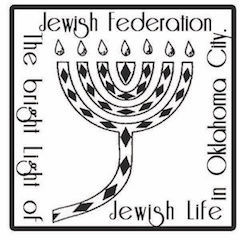 Jewish Federation
The bright light of
Jewish Life
in Oklahoma City.